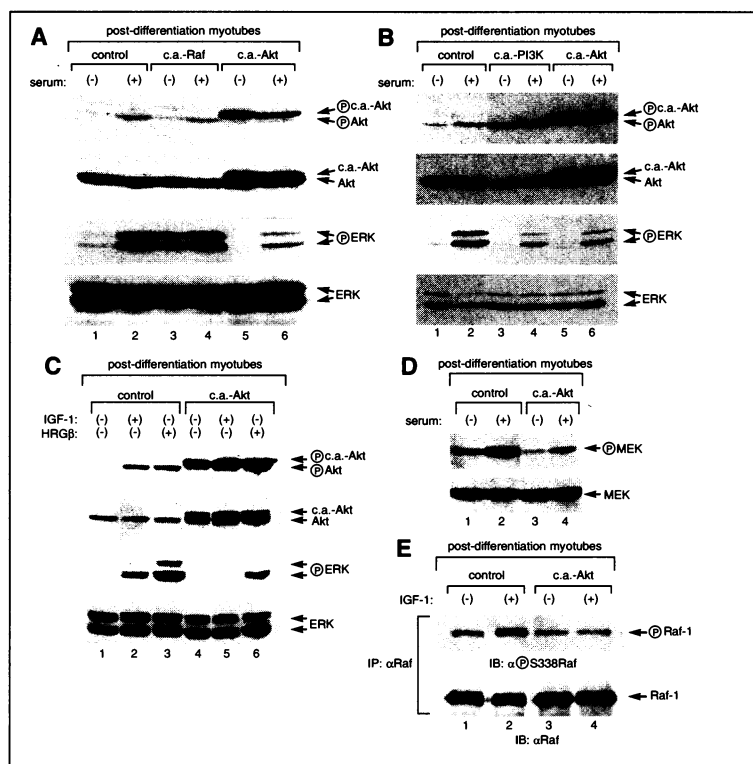 A
post-differentiation myotubes
control c.a.-Raf c.a.-Akt
serum: (-) (+) (-) (+) (-) (+)
Ⓟc.a.-Akt
ⓅAkt
c.a.-Akt
Akt
ⓅERK
ERK
1 2 3 4 5 6
B
post-differentiation myotubes
control c.a.-PI3K c.a.-Akt
serum: (-) (+) (-) (+) (-) (+)
Ⓟc.a.-Akt
ⓅAkt
c.a.-Akt
Akt
ⓅERK
ERK
1 2 3 4 5 6
C
post-differentiation myotubes
control c.a.-Akt
IGF-1: (-) (+) (-) (-) (+) (-)
HRGβ: (-) (-) (+) (-) (-) (+)
Ⓟc.a.-Akt
ⓅAkt
c.a.-Akt
Akt
ⓅERK
ERK
1 2 3 4 5 6
D
post-differentiation myotubes
control c.a.-Akt
serum: (-) (+) (-) (+)
ⓅMEK
MEK
1 2 3 4
E
post-differentiation myotubes
control c.a.-Akt
IGF-1: (-) (+) (-) (+)
ⓅRaf-1
IP: αRaf
IB: αⓅS338Raf
Raf-1
1 2 3 4
IB: αRaf